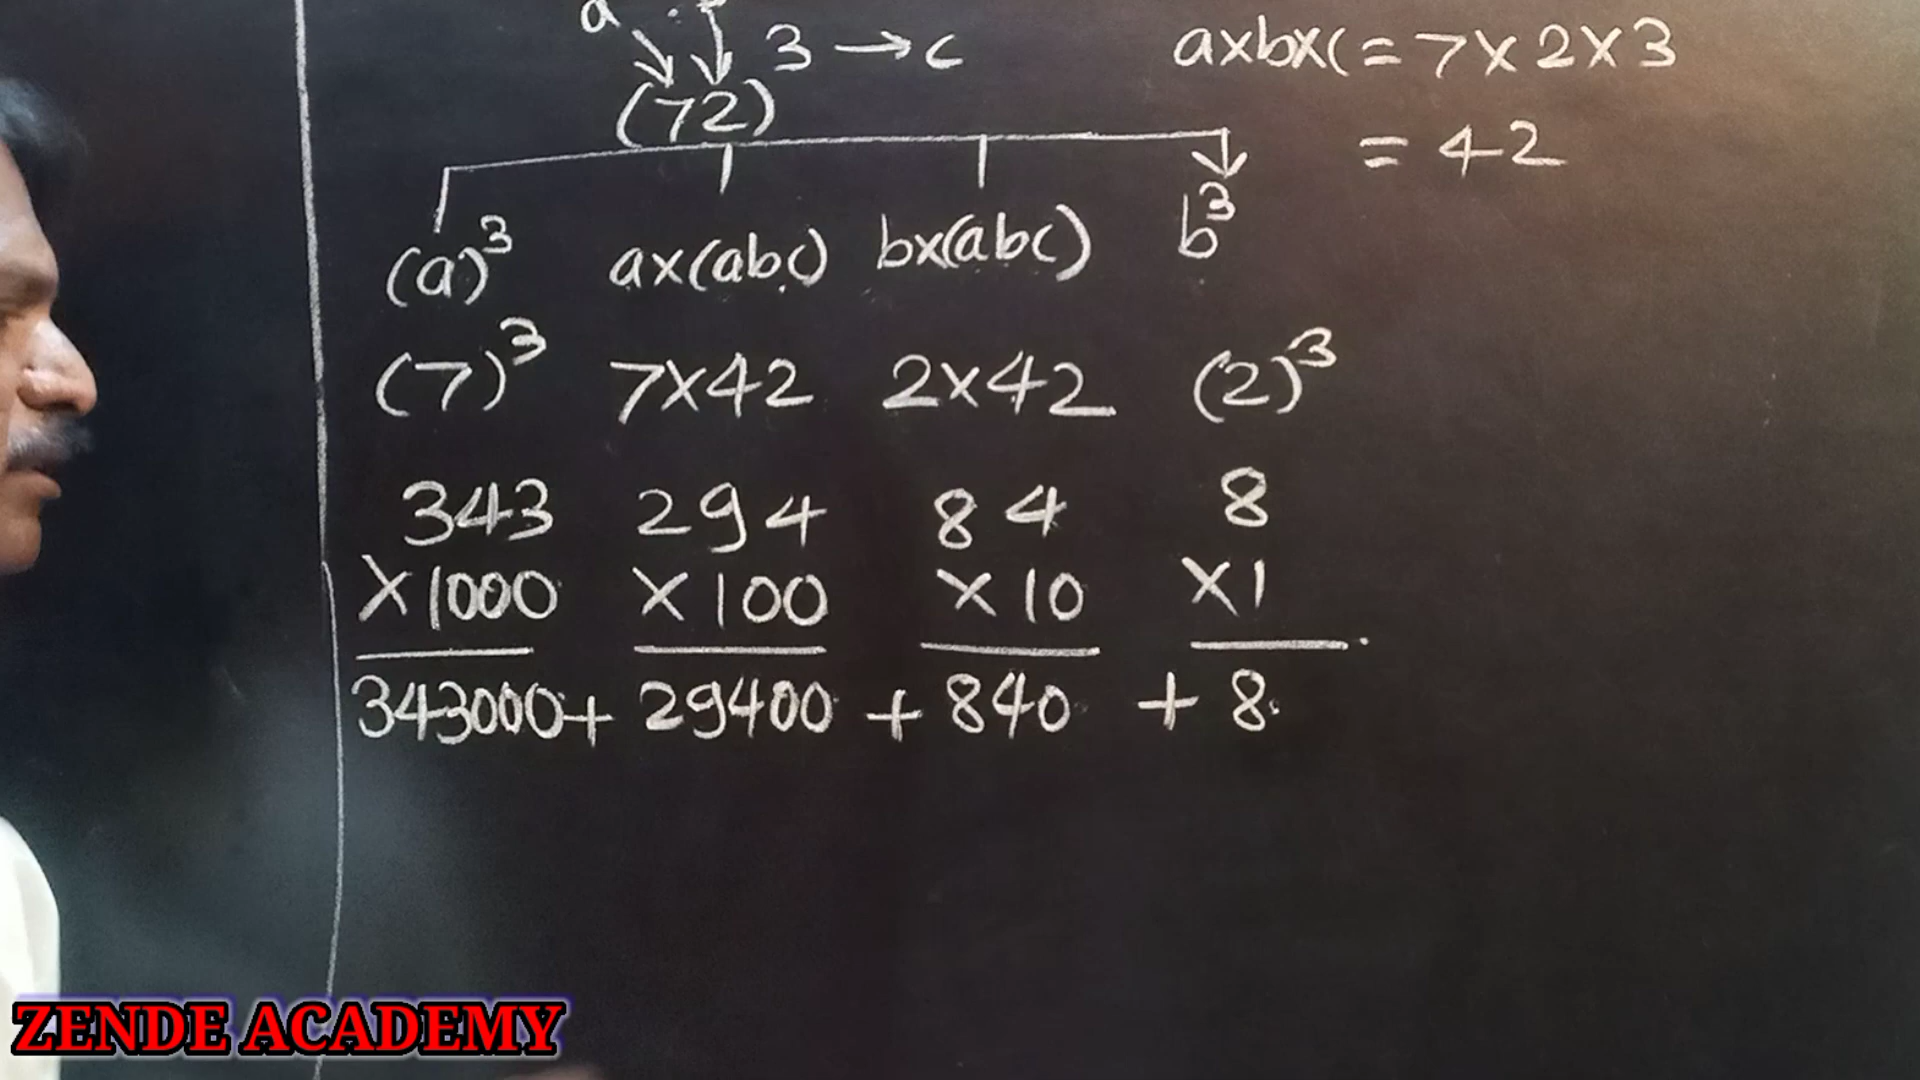 a
3 → c
(72)
a×b×c = 7×2×3
= 42
(a)³ a×(abc) b×(abc) b³
(7)³ 7×42 2×42 (2)³
343 294 84 8
×1000 ×100 ×10 ×1
343000 + 29400 + 840 + 8
ZENDE ACADEMY